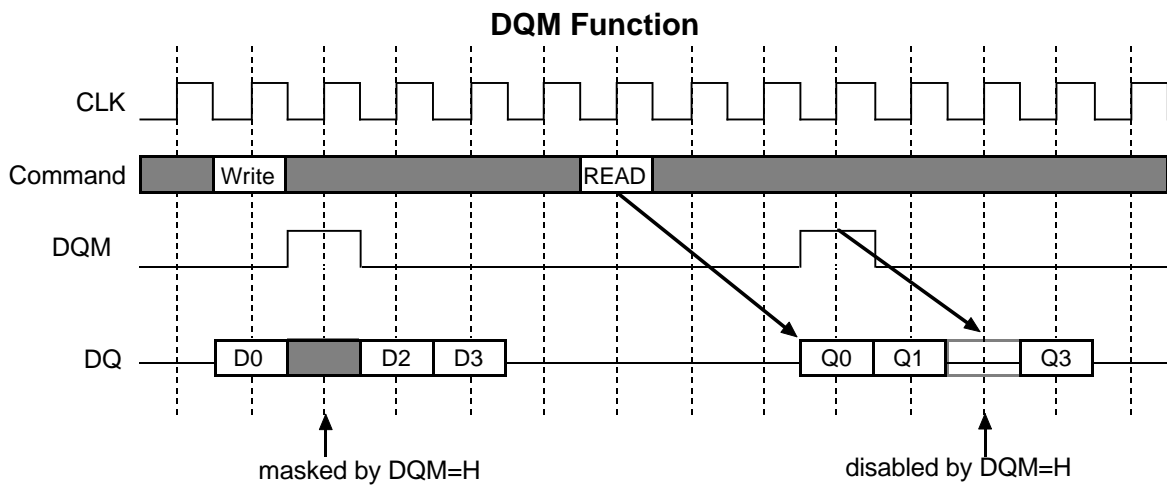 DQM Function
CLK
Command
Write
READ
DQM
DQ
D0
D2
D3
Q0
Q1
Q3
masked by DQM=H
disabled by DQM=H